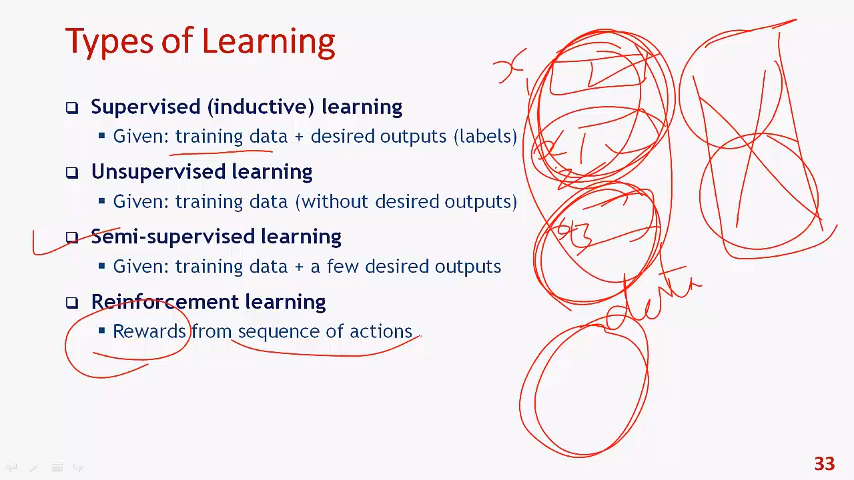 Types of Learning
Supervised (inductive) learning
Given: training data + desired outputs (labels)
Unsupervised learning
Given: training data (without desired outputs)
Semi-supervised learning
Given: training data + a few desired outputs
Reinforcement learning
Rewards from sequence of actions
data
33